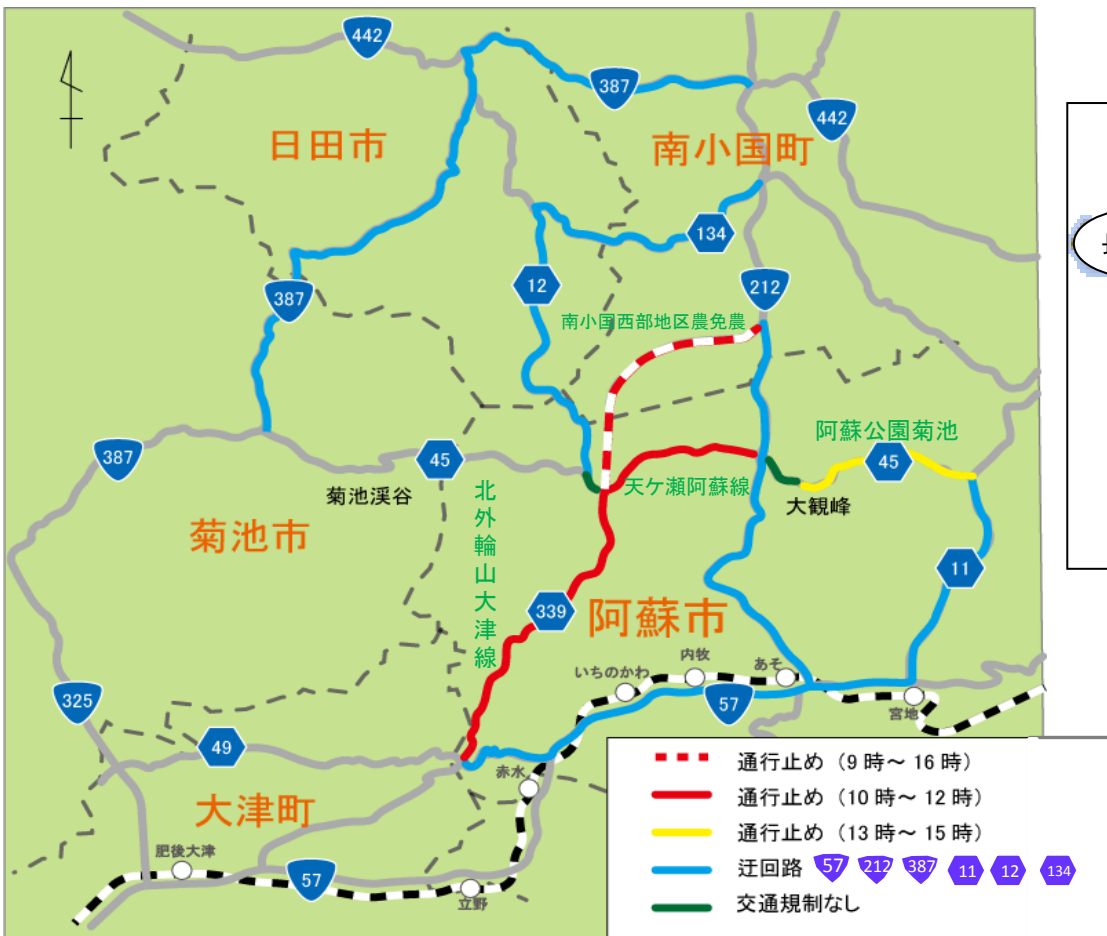 442
387
442
日田市
南小国町
134
12
212
387
南小国西部地区農免農
阿蘇公園菊池
387
45
45
菊池渓谷
天ケ瀬阿蘇線
大観峰
北外輪山大津線
菊池市
11
339
阿蘇市
内牧
あそ
いちのかわ
325
57
宮地
49
赤水
大津町
肥後大津
57
立野
通行止め（9時～16時）
通行止め（10時～12時）
通行止め（13時～15時）
迂回路 57 212 387 11 12 134
交通規制なし